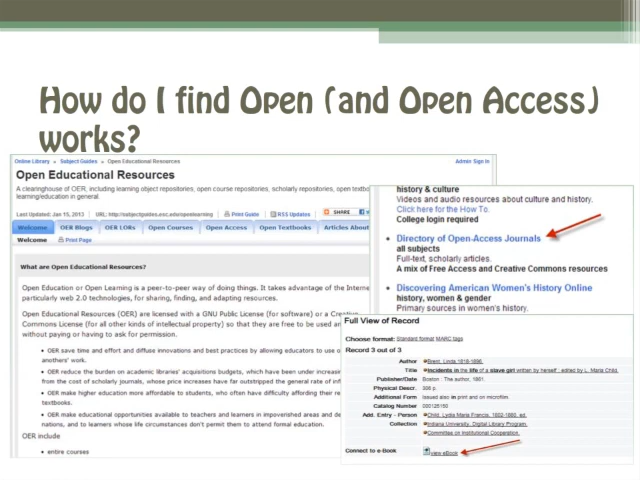 How do I find Open (and Open Access)
works?
Online Library » Subject Guides » Open Educational Resources
Admin Sign In
Open Educational Resources
A clearinghouse of OER, including learning object repositories, open course repositories, scholarly repositories, open textbo
learning/education in general.
Last Updated: Jan 15, 2013 URL: http://subjectguides.esc.edu/openlearning Print Guide RSS Updates SHARE
Welcome OER Blogs OER LORs Open Courses Open Access Open Textbooks Articles About
Welcome Print Page
What are Open Educational Resources?
Open Education or Open Learning is a peer-to-peer way of doing things. It takes advantage of the Interne
particularly web 2.0 technologies, for sharing, finding, and adapting resources.
Open Educational Resources (OER) are licensed with a GNU Public License (for software) or a Crea
Commons License (for all other kinds of intellectual property) so that they are free to be used an
without paying or having to ask for permission.
• OER save time and effort and diffuse innovations and best practices by allowing educators to use o
anothers' work.
• OER reduce the burden on academic libraries' acquisitions budgets, which have been under increasin
from the cost of scholarly journals, whose price increases have far outstripped the general rate of inf
• OER make higher education more affordable to students, who often have difficulty affording their re
textbooks.
• OER make educational opportunities available to teachers and learners in impoverished areas and de
nations, and to learners whose life circumstances don't permit them to attend formal education.
OER include
• entire courses
history & culture
Videos and audio resources about culture and history.
Click here for the How To.
College login required
• Directory of Open-Access Journals
all subjects
Full-text, scholarly articles.
A mix of Free Access and Creative Commons resources
• Discovering American Women's History Online
history, women & gender
Primary sources in women's history.
Full View of Record
Choose format: Standard format MARC tags
Record 3 out of 3
Author Brent, Linda, 1818-1896.
Title Incidents in the life of a slave girl written by herself ; edited by L. Maria Child.
Publisher/Date Boston : The author, 1861.
Physical Descr. 306 p.
Additional Form Issued also in print and on microfilm.
Catalog Number 000125150
Add. Entry - Person Child, Lydia Maria Francis, 1802-1880, ed.
Collection Indiana University, Digital Library Program.
Committee on Institutional Cooperation.
Connect to e-Book view eBook